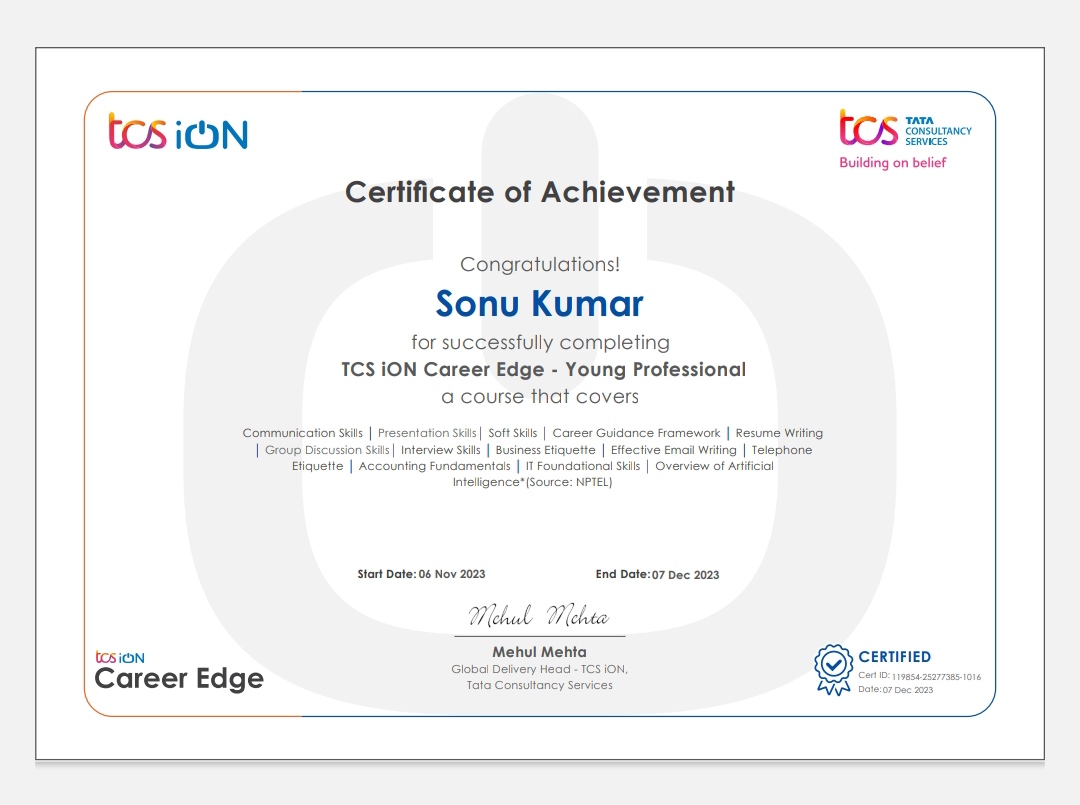 tcs iON
tcs TATA
CONSULTANCY
SERVICES
Building on belief
Certificate of Achievement
Congratulations!
Sonu Kumar
for successfully completing
TCS iON Career Edge - Young Professional
a course that covers
Communication Skills | Presentation Skills | Soft Skills | Career Guidance Framework | Resume Writing
| Group Discussion Skills | Interview Skills | Business Etiquette | Effective Email Writing | Telephone
Etiquette | Accounting Fundamentals | IT Foundational Skills | Overview of Artificial
Intelligence*(Source: NPTEL)
Start Date: 06 Nov 2023 End Date: 07 Dec 2023
Mehul Mehta
Mehul Mehta
Global Delivery Head - TCS iON,
Tata Consultancy Services
tcs iON
Career Edge
CERTIFIED
Cert ID: 119854-25277385-1016
Date: 07 Dec 2023